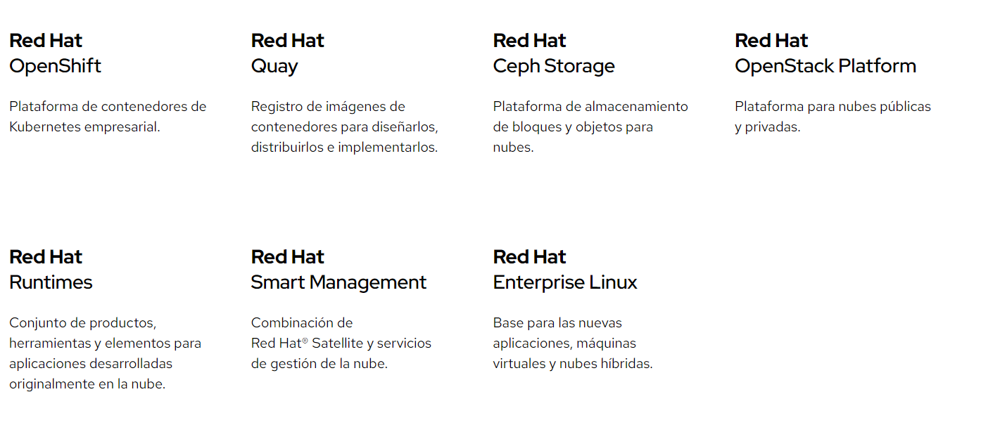 Red Hat
OpenShift
Plataforma de contenedores de
Kubernetes empresarial.
Red Hat
Quay
Registro de imágenes de
contenedores para diseñarlos,
distribuirlos e implementarlos.
Red Hat
Ceph Storage
Plataforma de almacenamiento
de bloques y objetos para
nubes.
Red Hat
OpenStack Platform
Plataforma para nubes públicas
y privadas.
Red Hat
Runtimes
Conjunto de productos,
herramientas y elementos para
aplicaciones desarrolladas
originalmente en la nube.
Red Hat
Smart Management
Combinación de
Red Hat® Satellite y servicios
de gestión de la nube.
Red Hat
Enterprise Linux
Base para las nuevas
aplicaciones, máquinas
virtuales y nubes híbridas.